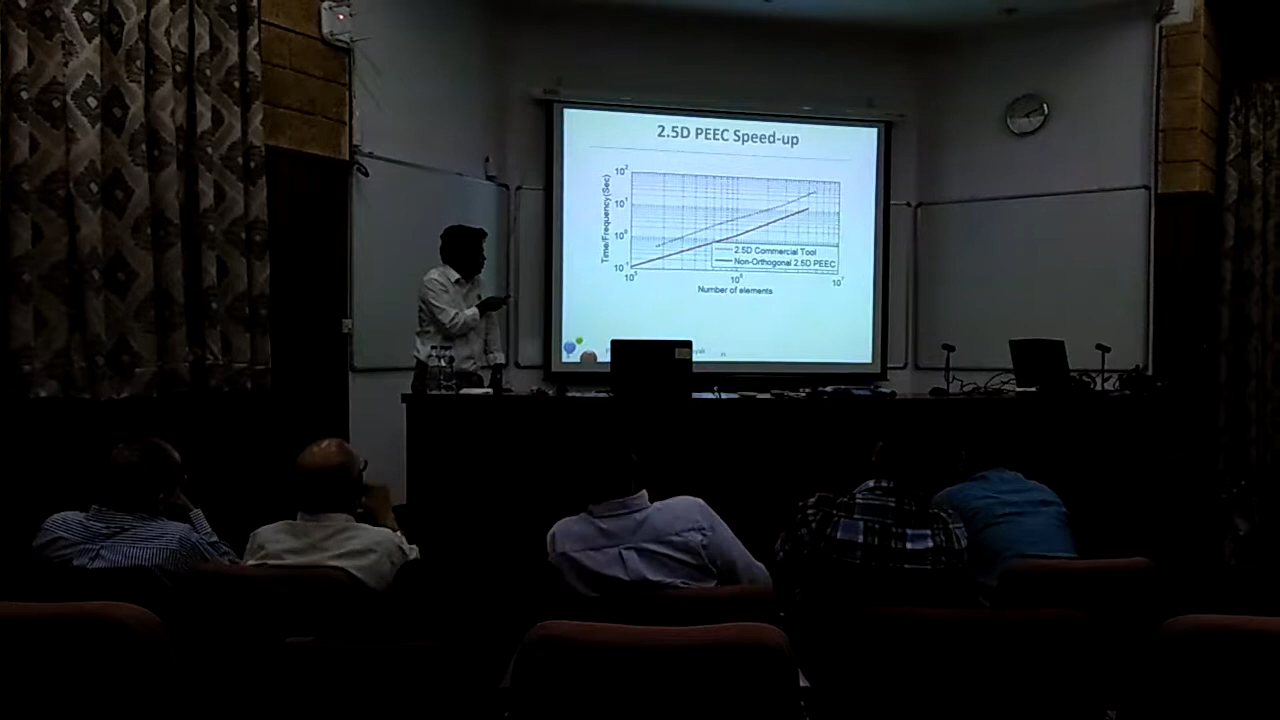 2.5D PEEC Speed-up
10²
10¹
10⁰
10⁻¹
Time/Frequency(Sec)
2.5D Commercial Tool
Non-Orthogonal 2.5D PEEC
10⁵
10⁶
10⁷
Number of elements